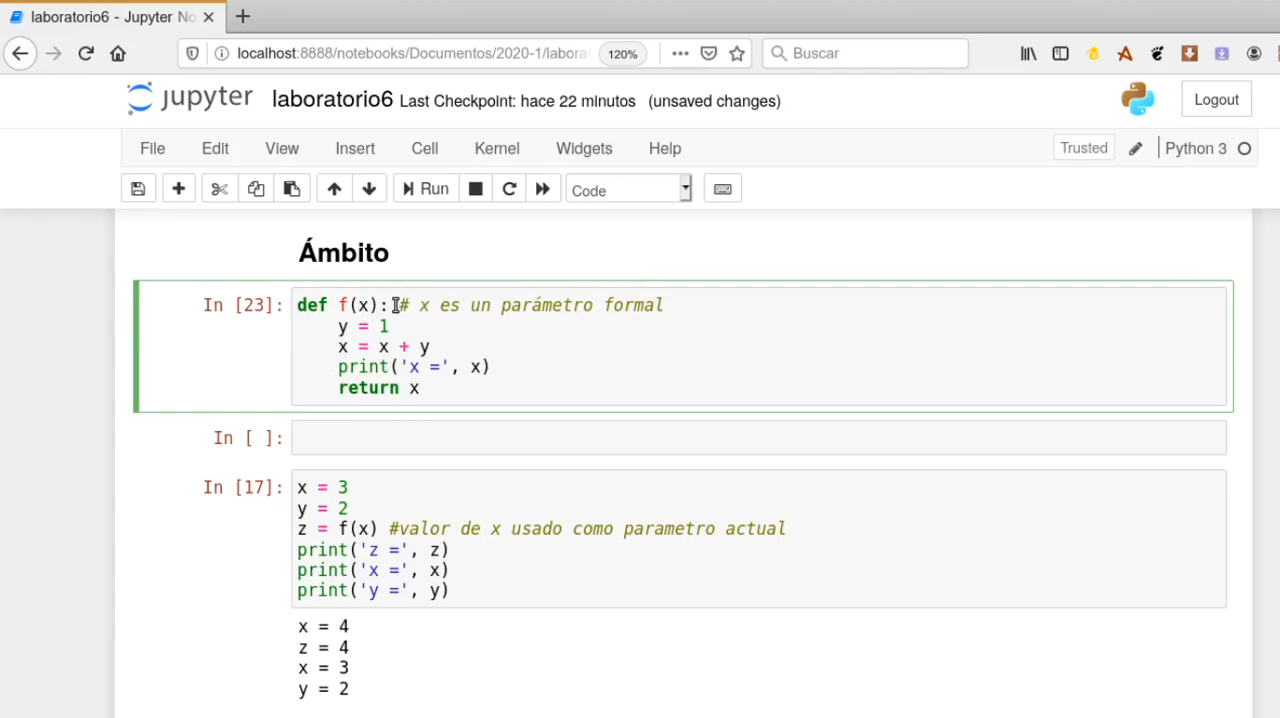 laboratorio6 - Jupyter No
localhost:8888/notebooks/Documentos/2020-1/labora
120%
Buscar
jupyter
laboratorio6 Last Checkpoint: hace 22 minutos (unsaved changes)
Logout
File Edit View Insert Cell Kernel Widgets Help
Trusted
Python 3
Run
Code
Ámbito
In [23]:
def f(x): # x es un parámetro formal
    y = 1
    x = x + y
    print('x =', x)
    return x
In [ ]:
In [17]:
x = 3
y = 2
z = f(x) #valor de x usado como parametro actual
print('z =', z)
print('x =', x)
print('y =', y)
x = 4
z = 4
x = 3
y = 2